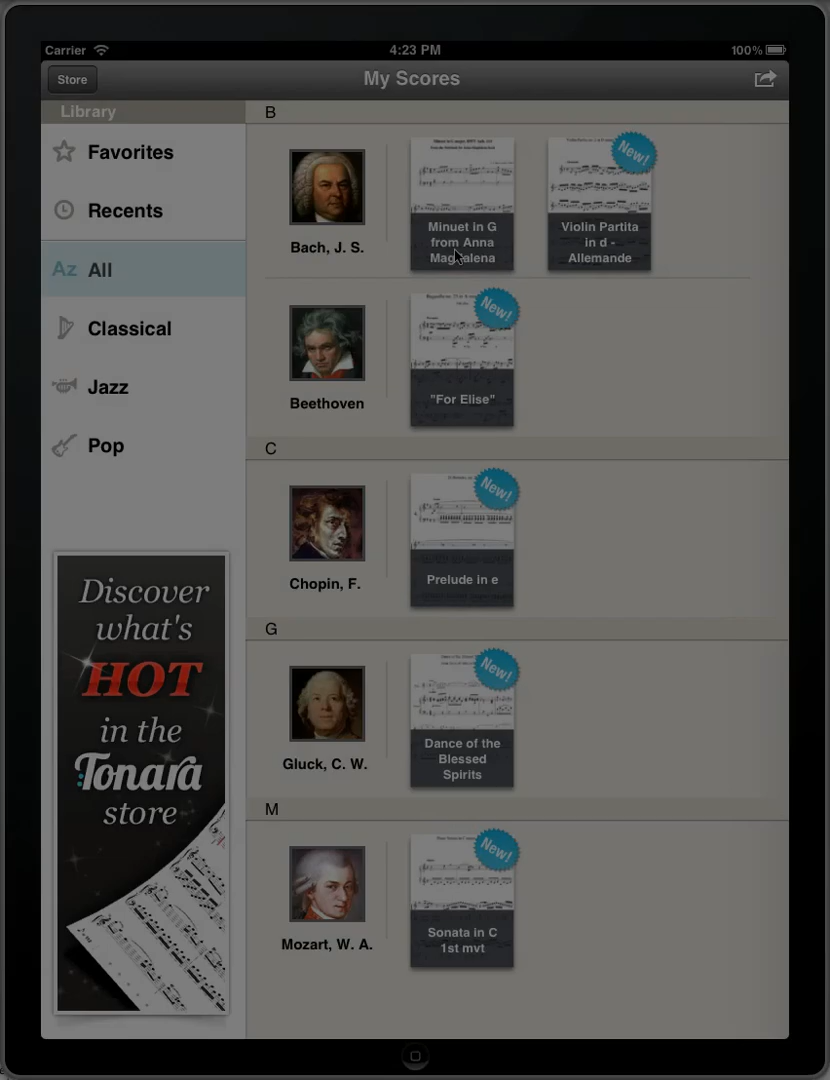 Carrier
4:23 PM
100%
Store
My Scores
Library
Favorites
Recents
Az All
Classical
Jazz
Pop
Discover
what's
HOT
in the
Tonara
store
B
Bach, J. S.
Minuet in G
from Anna
Magdalena
New!
Violin Partita
in d -
Allemande
Beethoven
New!
"For Elise"
C
Chopin, F.
New!
Prelude in e
G
Gluck, C. W.
New!
Dance of the
Blessed
Spirits
M
Mozart, W. A.
New!
Sonata in C
1st mvt